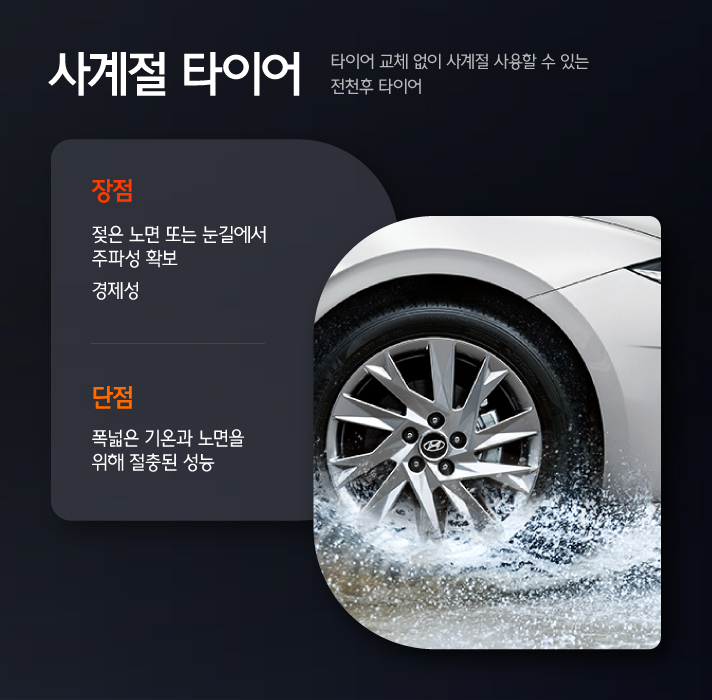 사계절 타이어
타이어 교체 없이 사계절 사용할 수 있는
전천후 타이어
장점
젖은 노면 또는 눈길에서
주파성 확보
경제성
단점
폭넓은 기온과 노면을
위해 절충된 성능